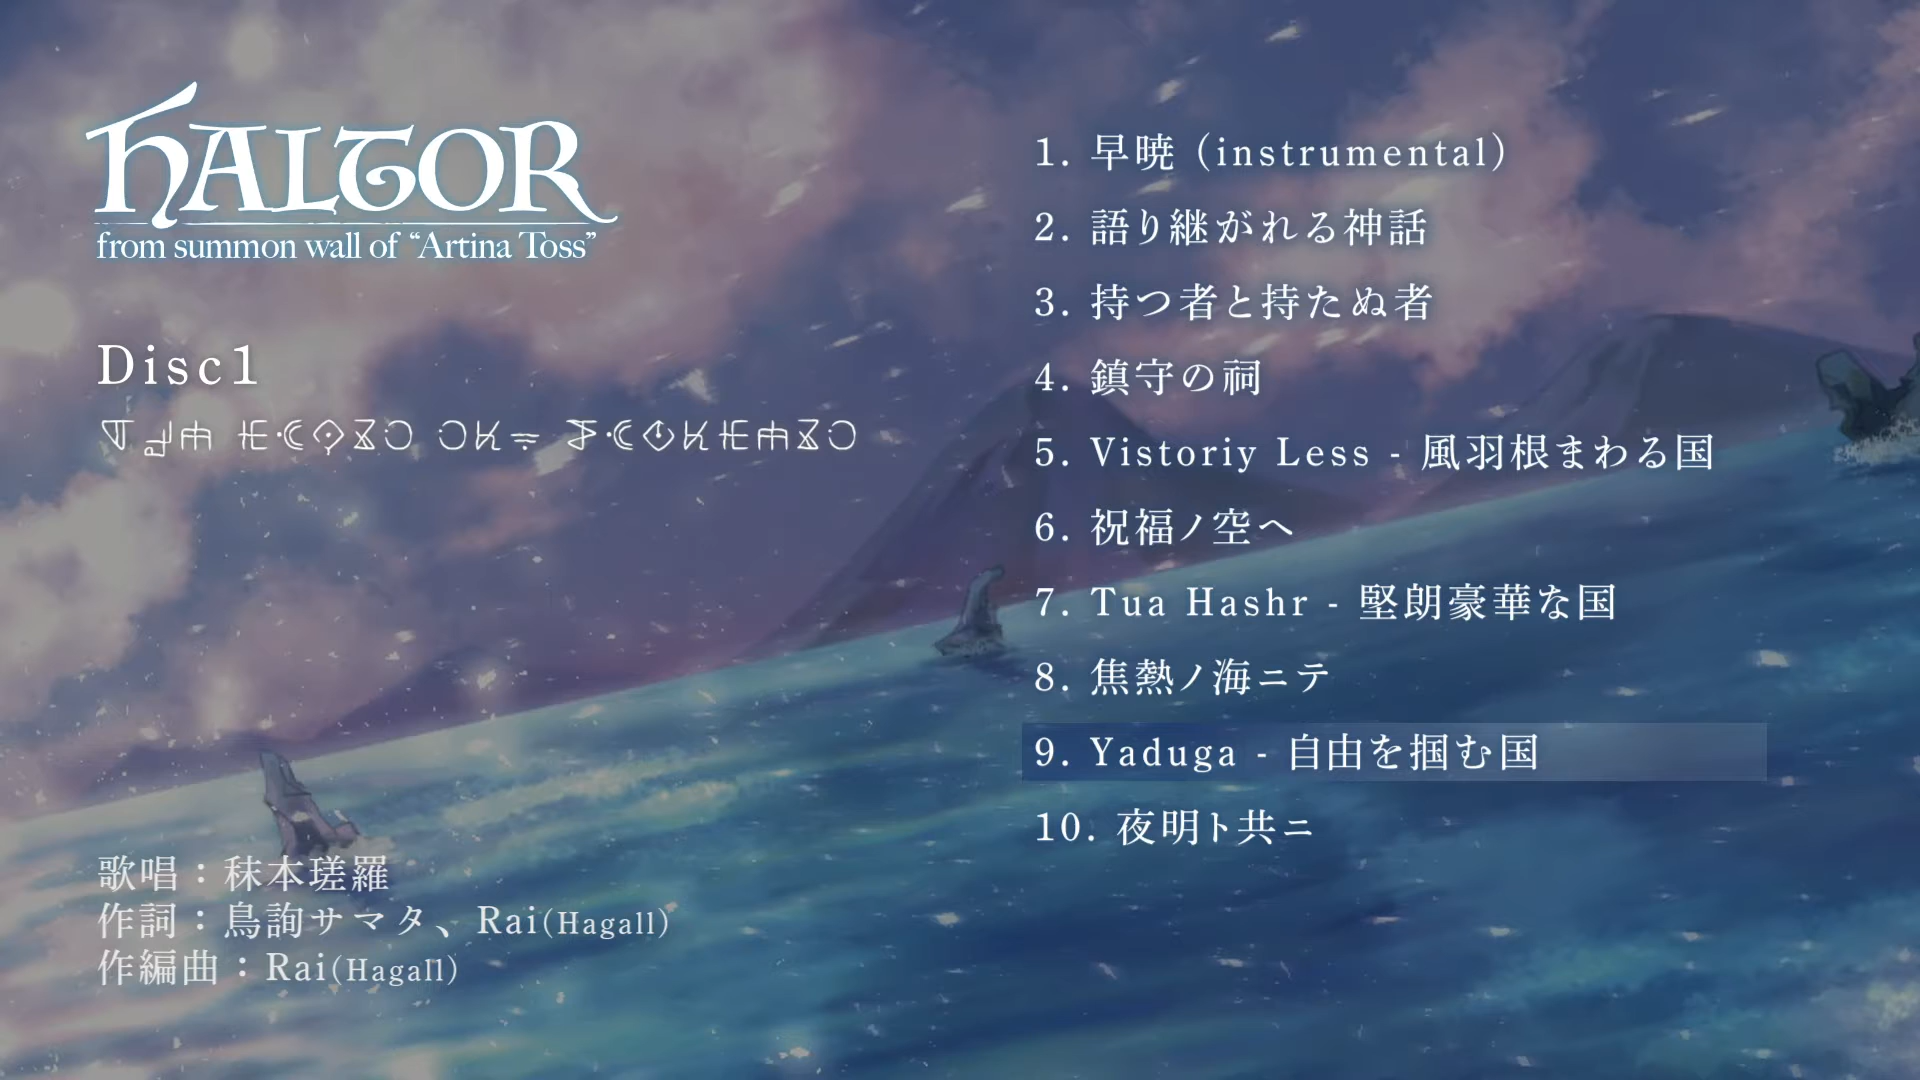 HALTOR
from summon wall of “Artina Toss”
Disc1
1. 早暁 (instrumental)
2. 語り継がれる神話
3. 持つ者と持たぬ者
4. 鎮守の祠
5. Vistoriy Less - 風羽根まわる国
6. 祝福ノ空へ
7. Tua Hashr - 堅朗豪華な国
8. 焦熱ノ海ニテ
9. Yaduga - 自由を掴む国
10. 夜明ト共ニ
歌唱：秣本瑳羅
作詞：鳥詢サマタ、Rai(Hagall)
作編曲：Rai(Hagall)